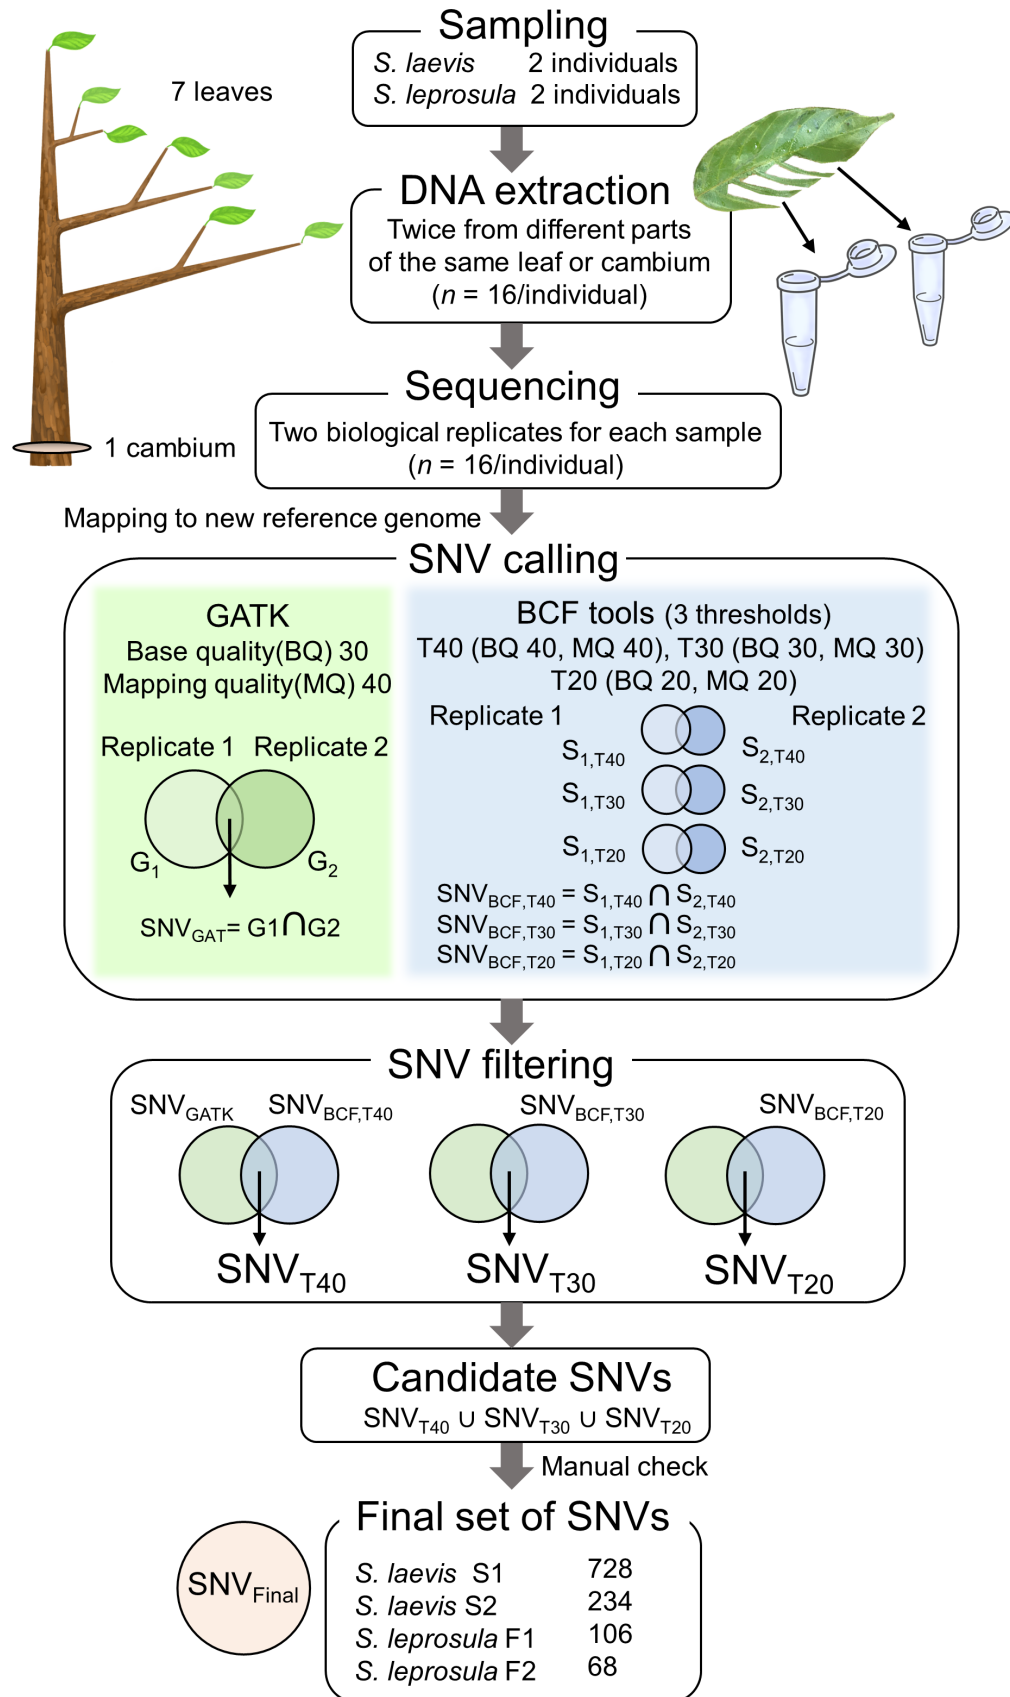 Sampling
S. laevis 2 individuals
S. leprosula 2 individuals
7 leaves
DNA extraction
Twice from different parts
of the same leaf or cambium
(n = 16/individual)
Sequencing
Two biological replicates for each sample
(n = 16/individual)
1 cambium
Mapping to new reference genome
SNV calling
GATK
Base quality(BQ) 30
Mapping quality(MQ) 40
Replicate 1 Replicate 2
G1 G2
SNVGAT= G1⋂G2
BCF tools (3 thresholds)
T40 (BQ 40, MQ 40), T30 (BQ 30, MQ 30)
T20 (BQ 20, MQ 20)
Replicate 1 Replicate 2
S1,T40 S2,T40
S1,T30 S2,T30
S1,T20 S2,T20
SNVBCF,T40 = S1,T40 ⋂ S2,T40
SNVBCF,T30 = S1,T30 ⋂ S2,T30
SNVBCF,T20 = S1,T20 ⋂ S2,T20
SNV filtering
SNVGATK SNVBCF,T40 SNVBCF,T30 SNVBCF,T20
SNVT40 SNVT30 SNVT20
Candidate SNVs
SNVT40 ∪ SNVT30 ∪ SNVT20
Manual check
Final set of SNVs
SNVFinal
S. laevis S1 728
S. laevis S2 234
S. leprosula F1 106
S. leprosula F2 68